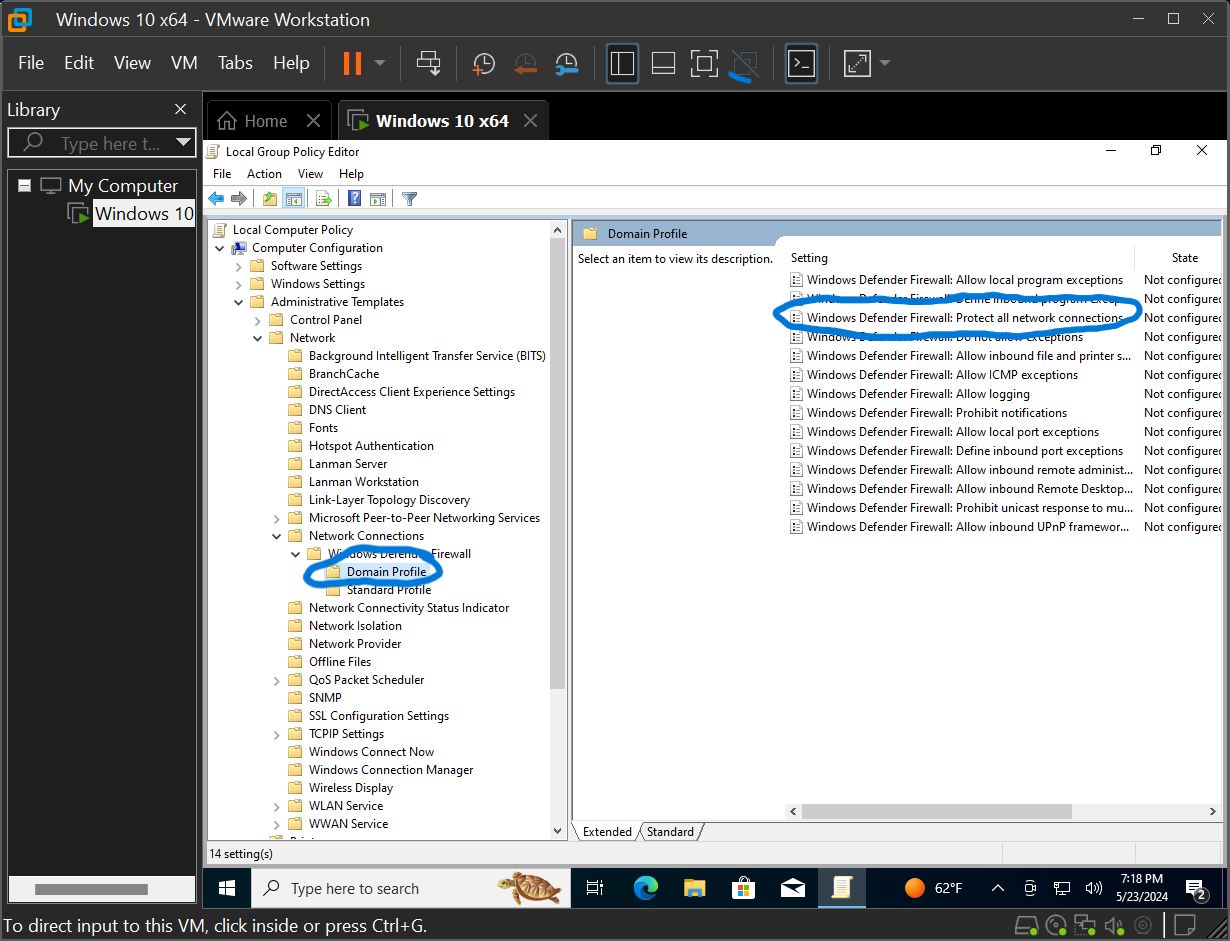 Windows 10 x64 - VMware Workstation
File Edit View VM Tabs Help
Library
Type here t...
My Computer
Windows 10
Home
Windows 10 x64
Local Group Policy Editor
File Action View Help
Local Computer Policy
Computer Configuration
Software Settings
Windows Settings
Administrative Templates
Control Panel
Network
Background Intelligent Transfer Service (BITS)
BranchCache
DirectAccess Client Experience Settings
DNS Client
Fonts
Hotspot Authentication
Lanman Server
Lanman Workstation
Link-Layer Topology Discovery
Microsoft Peer-to-Peer Networking Services
Network Connections
Windows Defender Firewall
Domain Profile
Standard Profile
Network Connectivity Status Indicator
Network Isolation
Network Provider
Offline Files
QoS Packet Scheduler
SNMP
SSL Configuration Settings
TCPIP Settings
Windows Connect Now
Windows Connection Manager
Wireless Display
WLAN Service
WWAN Service
Domain Profile
Select an item to view its description.
Setting State
Windows Defender Firewall: Allow local program exceptions Not configured
Windows Defender Firewall: Define inbound program excep... Not configured
Windows Defender Firewall: Protect all network connections Not configured
Windows Defender Firewall: Do not allow exceptions Not configured
Windows Defender Firewall: Allow inbound file and printer s... Not configured
Windows Defender Firewall: Allow ICMP exceptions Not configured
Windows Defender Firewall: Allow logging Not configured
Windows Defender Firewall: Prohibit notifications Not configured
Windows Defender Firewall: Allow local port exceptions Not configured
Windows Defender Firewall: Define inbound port exceptions Not configured
Windows Defender Firewall: Allow inbound remote administ... Not configured
Windows Defender Firewall: Allow inbound Remote Desktop... Not configured
Windows Defender Firewall: Prohibit unicast response to mu... Not configured
Windows Defender Firewall: Allow inbound UPnP framewor... Not configured
Extended Standard
14 setting(s)
Type here to search
62°F
7:18 PM
5/23/2024
2
To direct input to this VM, click inside or press Ctrl+G.